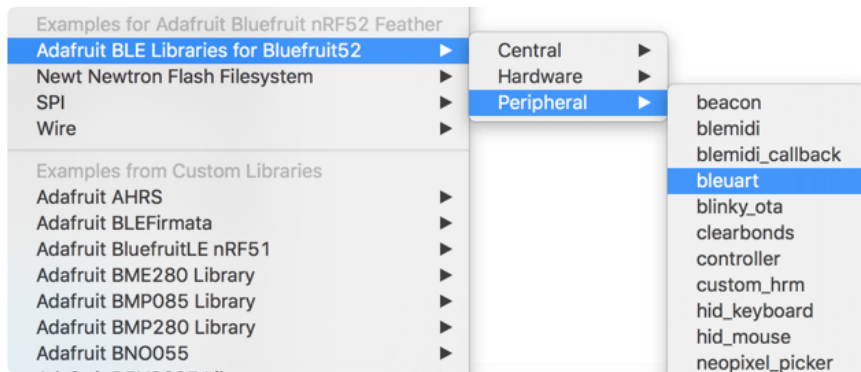 Examples for Adafruit Bluefruit nRF52 Feather
Adafruit BLE Libraries for Bluefruit52
Newt Newtron Flash Filesystem
SPI
Wire
Examples from Custom Libraries
Adafruit AHRS
Adafruit BLEFirmata
Adafruit BluefruitLE nRF51
Adafruit BME280 Library
Adafruit BMP085 Library
Adafruit BMP280 Library
Adafruit BNO055
Central
Hardware
Peripheral
beacon
blemidi
blemidi_callback
bleuart
blinky_ota
clearbonds
controller
custom_hrm
hid_keyboard
hid_mouse
neopixel_picker